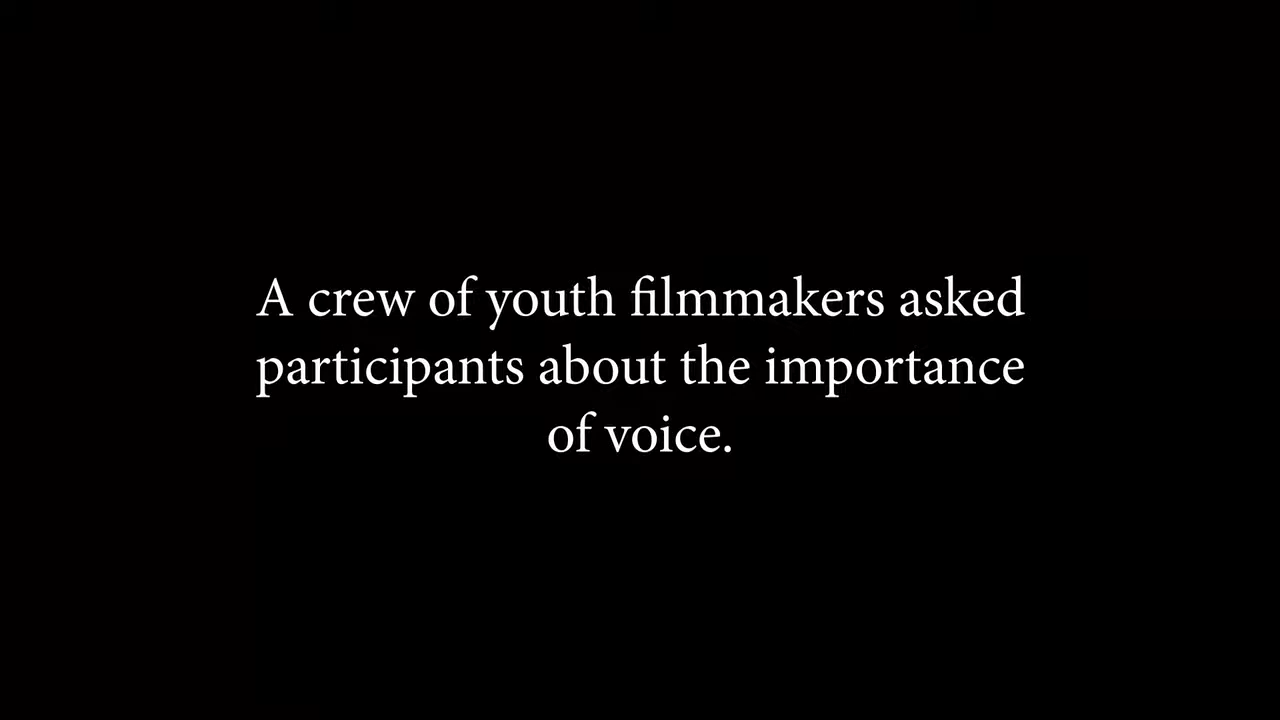 A crew of youth filmmakers asked
participants about the importance
of voice.